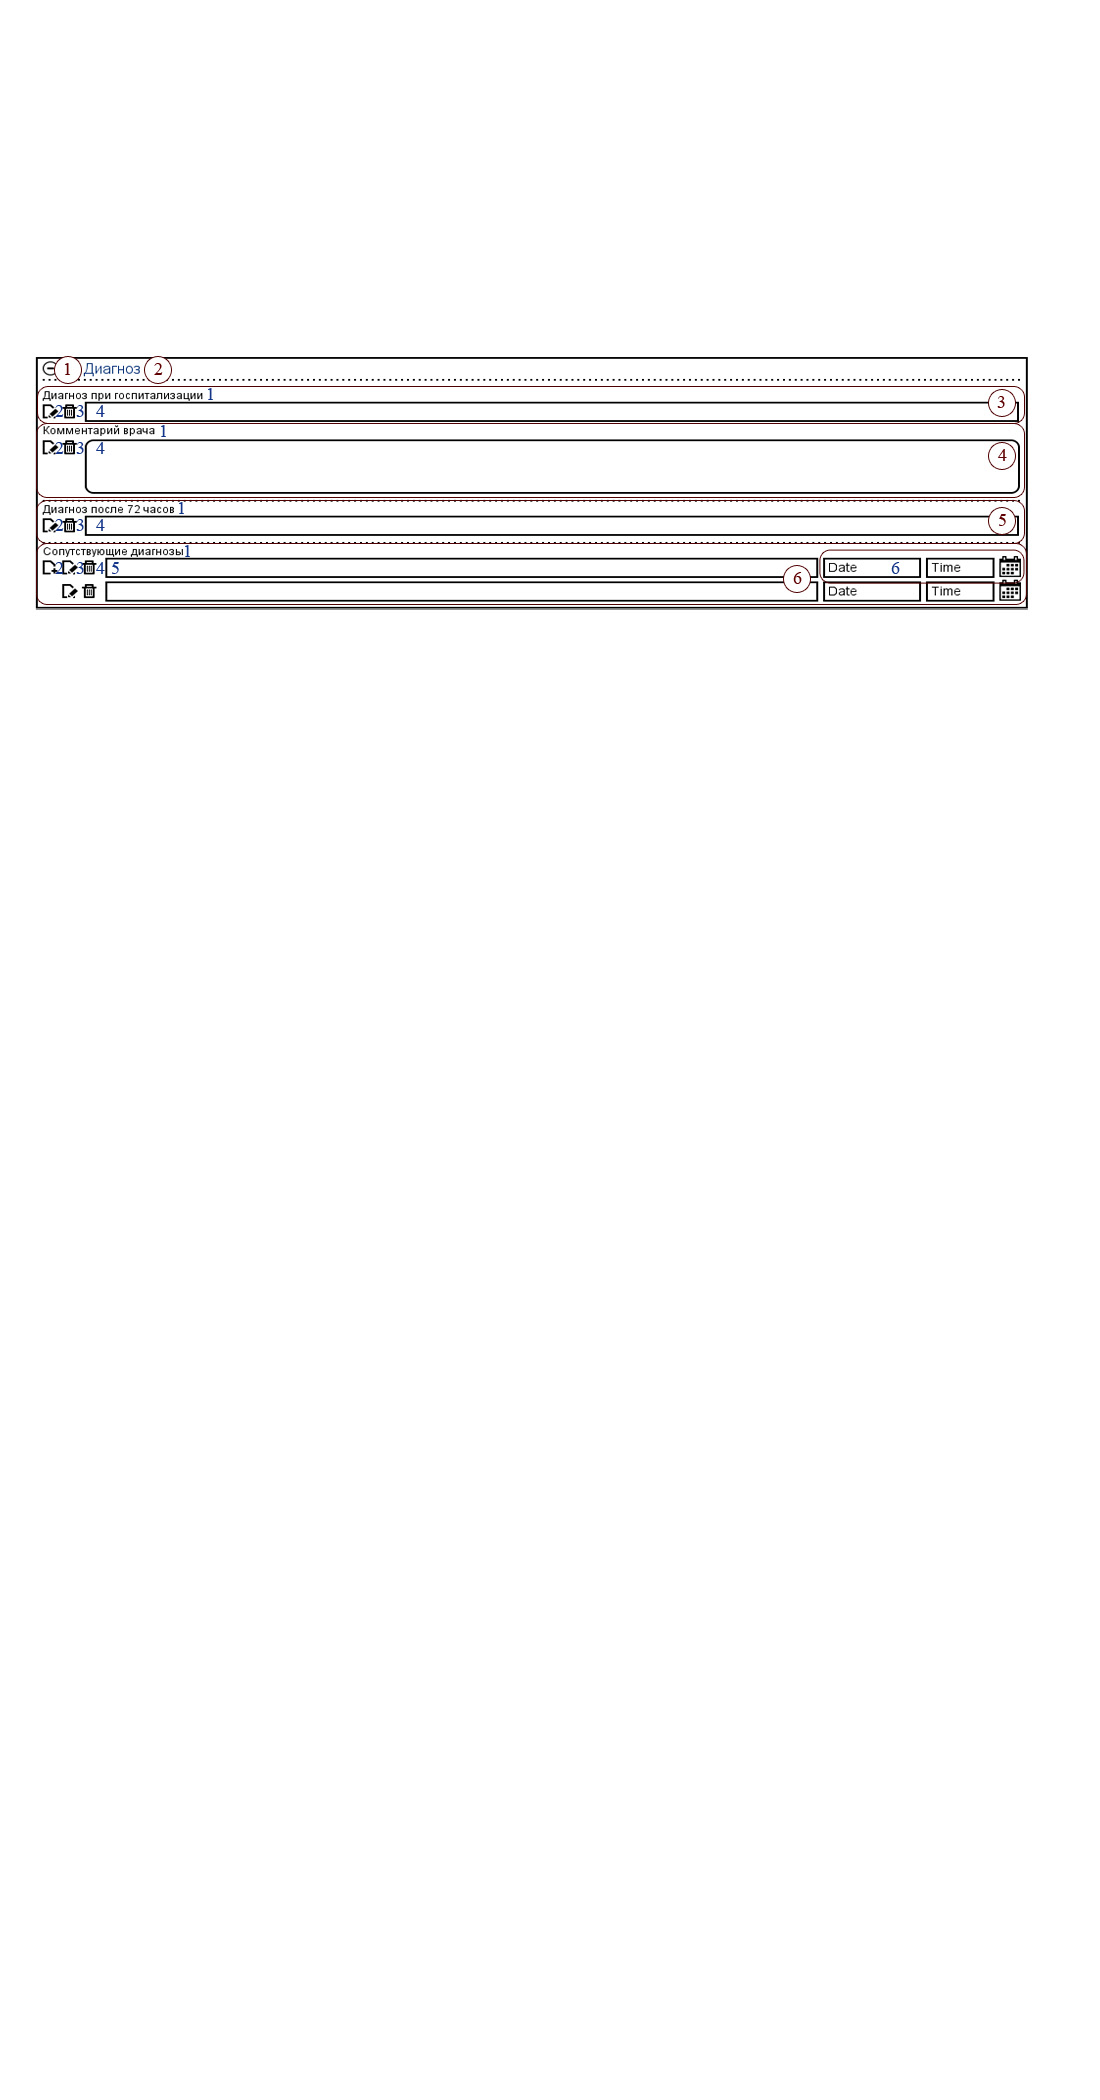 1 Диагноз 2
Диагноз при госпитализации 1
2 3 4 3
Комментарий врача 1
2 3 4 4
Диагноз после 72 часов 1
2 3 4 5
Сопутствующие диагнозы 1
2 3 4 5 6 Date 6 Time
Date Time